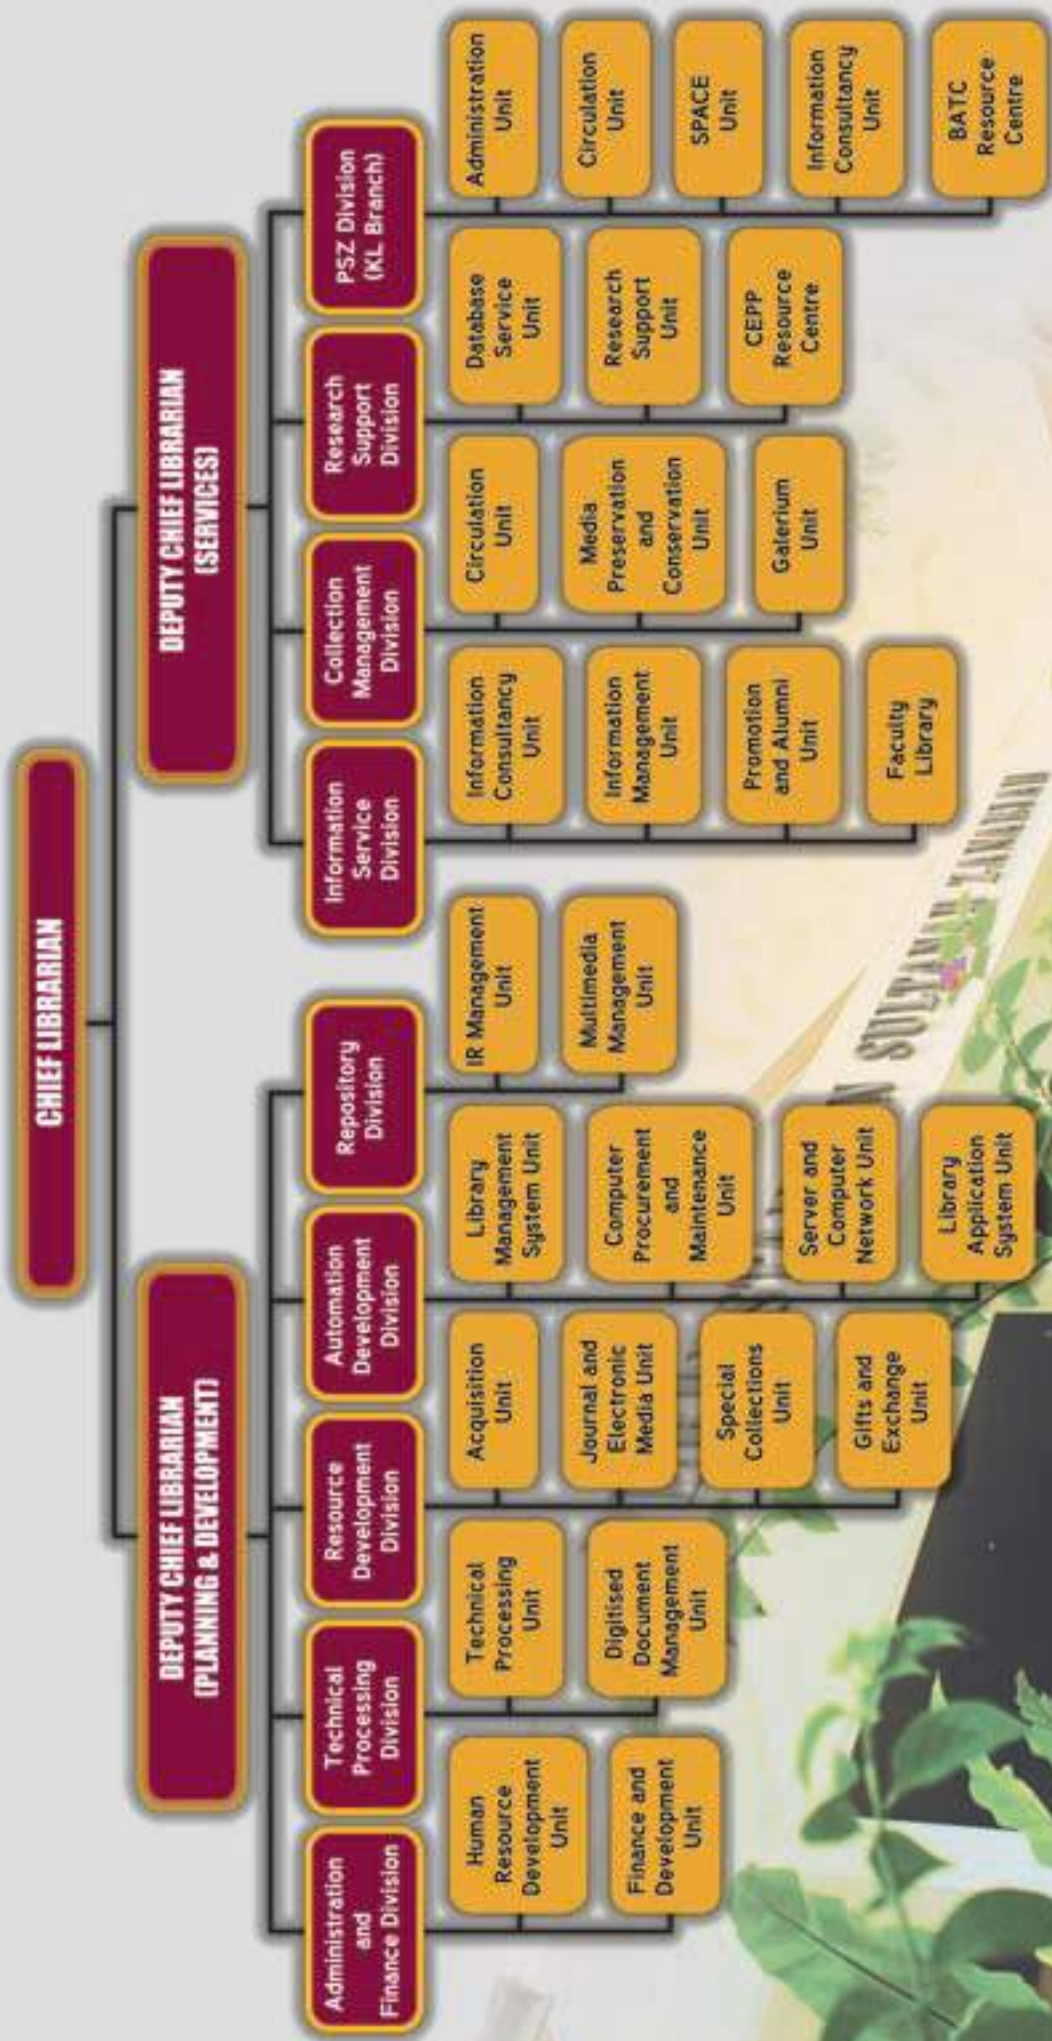 CHIEF LIBRARIAN
DEPUTY CHIEF LIBRARIAN
(PLANNING & DEVELOPMENT)
DEPUTY CHIEF LIBRARIAN
(SERVICES)
Administration
and
Finance Division
Technical
Processing
Division
Resource
Development
Division
Automation
Development
Division
Repository
Division
Information
Service
Division
Collection
Management
Division
Research
Support
Division
PSZ Division
(KL Branch)
Human
Resource
Development
Unit
Finance and
Development
Unit
Technical
Processing
Unit
Digitised
Document
Management
Unit
Acquisition
Unit
Journal and
Electronic
Media Unit
Special
Collections
Unit
Gifts and
Exchange
Unit
Library
Management
System Unit
Computer
Procurement
and
Maintenance
Unit
Server and
Computer
Network Unit
Library
Application
System Unit
IR Management
Unit
Multimedia
Management
Unit
Information
Consultancy
Unit
Information
Management
Unit
Promotion
and Alumni
Unit
Faculty
Library
Circulation
Unit
Media
Preservation
and
Conservation
Unit
Galerium
Unit
Database
Service
Unit
Research
Support
Unit
CEPP
Resource
Centre
Administration
Unit
Circulation
Unit
SPACE
Unit
Information
Consultancy
Unit
BATC
Resource
Centre
SULTANAH ZANARIAH